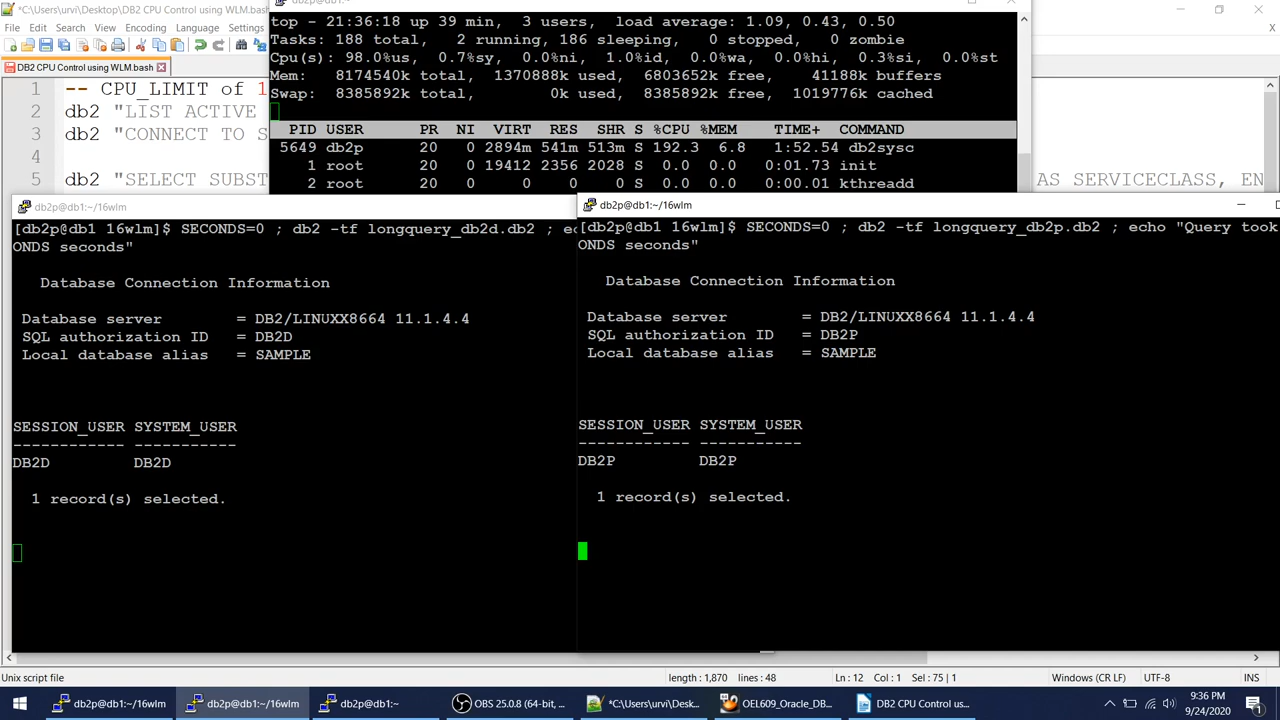 *C:\Users\urvi\Desktop\DB2 CPU Control using WLM.bash
File Edit Search View Encoding Language Settings
DB2 CPU Control using WLM.bash
1 -- CPU_LIMIT of 1
2 db2 "LIST ACTIVE
3 db2 "CONNECT TO S
4
5 db2 "SELECT SUBST
AS SERVICECLASS, EN
db2p@db1:~
top - 21:36:18 up 39 min, 3 users, load average: 1.09, 0.43, 0.50
Tasks: 188 total, 2 running, 186 sleeping, 0 stopped, 0 zombie
Cpu(s): 98.0%us, 0.7%sy, 0.0%ni, 1.0%id, 0.0%wa, 0.0%hi, 0.3%si, 0.0%st
Mem: 8174540k total, 1370888k used, 6803652k free, 41188k buffers
Swap: 8385892k total, 0k used, 8385892k free, 1019776k cached
PID USER PR NI VIRT RES SHR S %CPU %MEM TIME+ COMMAND
5649 db2p 20 0 2894m 541m 513m S 192.3 6.8 1:52.54 db2sysc
1 root 20 0 19412 2356 2028 S 0.0 0.0 0:01.73 init
2 root 20 0 0 0 0 S 0.0 0.0 0:00.01 kthreadd
db2p@db1:~/16wlm
[db2p@db1 16wlm]$ SECONDS=0 ; db2 -tf longquery_db2d.db2 ; ec
ONDS seconds"
Database Connection Information
Database server = DB2/LINUXX8664 11.1.4.4
SQL authorization ID = DB2D
Local database alias = SAMPLE
SESSION_USER SYSTEM_USER
------------ -----------
DB2D DB2D
1 record(s) selected.
db2p@db1:~/16wlm
[db2p@db1 16wlm]$ SECONDS=0 ; db2 -tf longquery_db2p.db2 ; echo "Query took
ONDS seconds"
Database Connection Information
Database server = DB2/LINUXX8664 11.1.4.4
SQL authorization ID = DB2P
Local database alias = SAMPLE
SESSION_USER SYSTEM_USER
------------ -----------
DB2P DB2P
1 record(s) selected.
Unix script file length : 1,870 lines : 48 Ln : 12 Col : 1 Sel : 75 | 1 Windows (CR LF) UTF-8 INS
db2p@db1:~/16wlm db2p@db1:~/16wlm db2p@db1:~ OBS 25.0.8 (64-bit, ... *C:\Users\urvi\Desk... OEL609_Oracle_DB... DB2 CPU Control us...
9:36 PM
9/24/2020
1